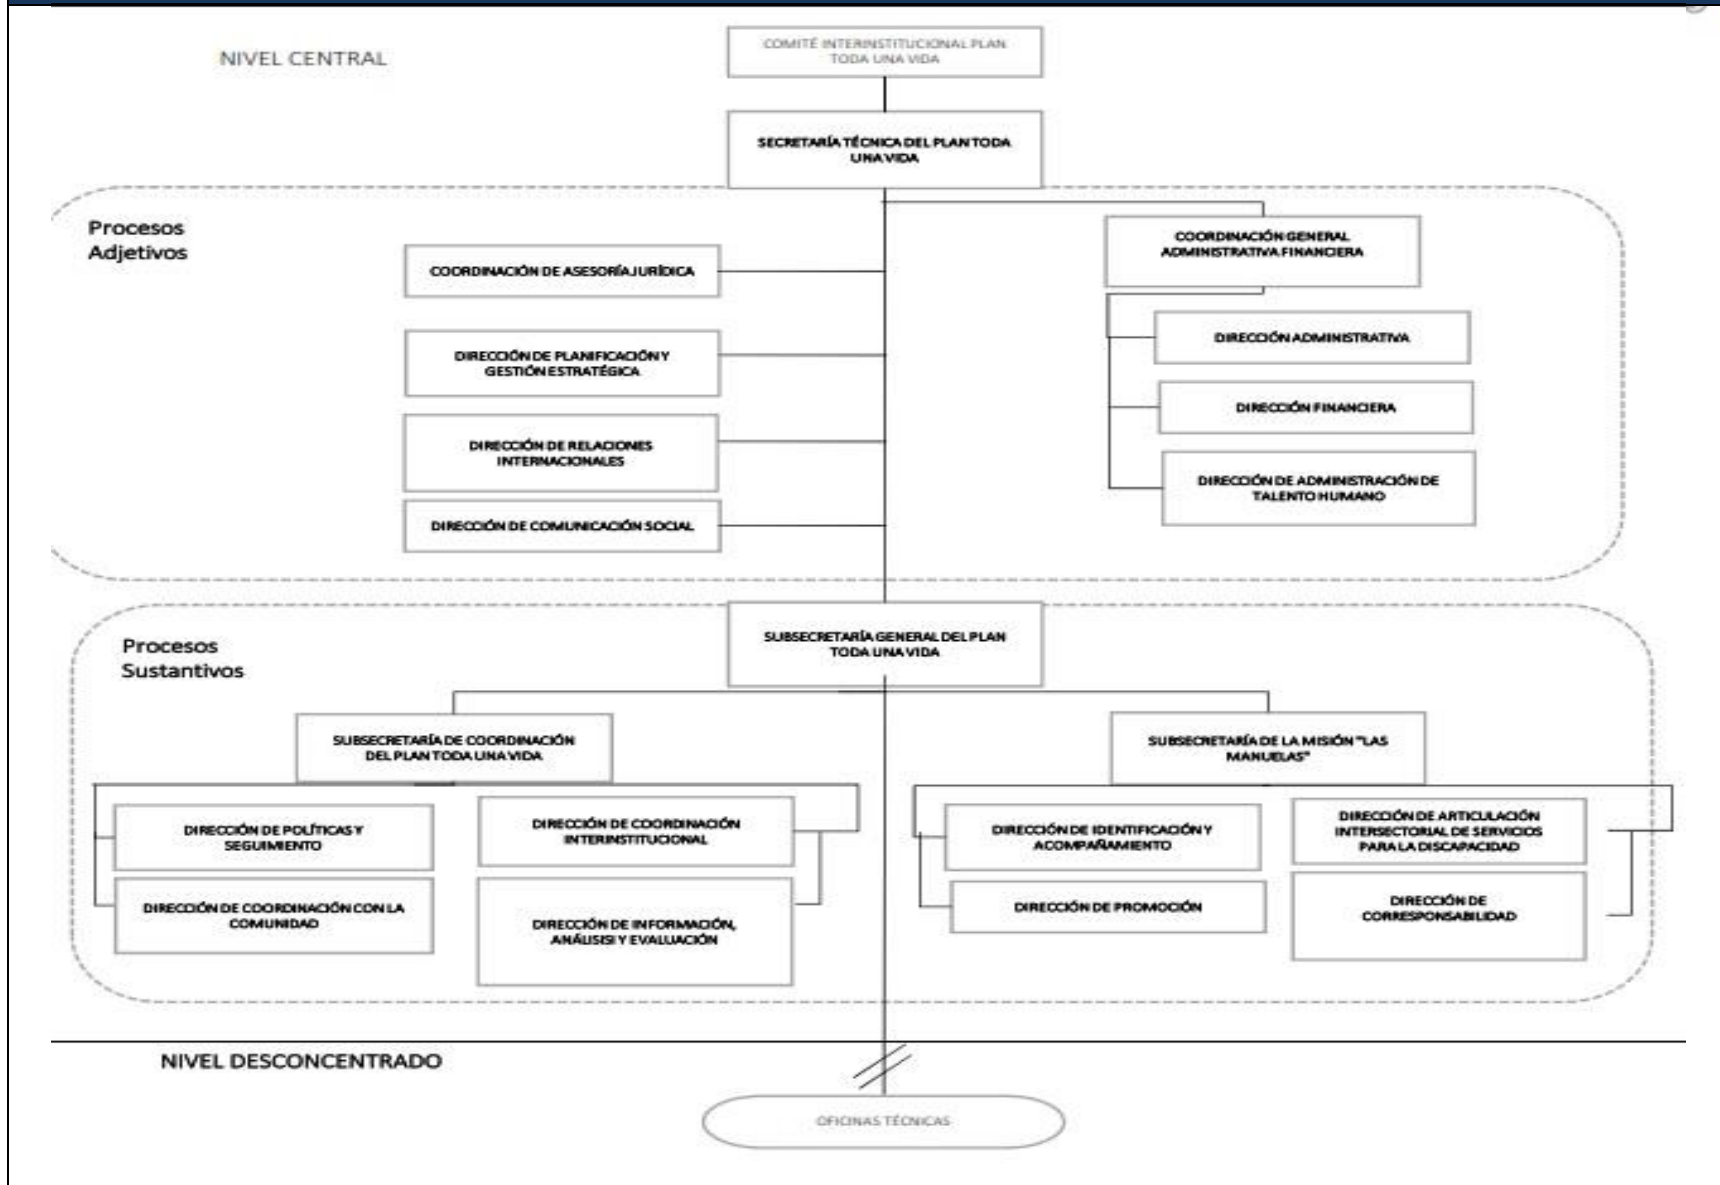 NIVEL CENTRAL
COMITÉ INTERINSTITUCIONAL PLAN
TODA UNA VIDA
SECRETARÍA TÉCNICA DEL PLAN TODA
UNA VIDA
Procesos
Adjetivos
COORDINACIÓN DE ASESORÍA JURÍDICA
DIRECCIÓN DE PLANIFICACIÓN Y
GESTIÓN ESTRATÉGICA
DIRECCIÓN DE RELACIONES
INTERNACIONALES
DIRECCIÓN DE COMUNICACIÓN SOCIAL
COORDINACIÓN GENERAL
ADMINISTRATIVA FINANCIERA
DIRECCIÓN ADMINISTRATIVA
DIRECCIÓN FINANCIERA
DIRECCIÓN DE ADMINISTRACIÓN DE
TALENTO HUMANO
Procesos
Sustantivos
SUBSECRETARÍA GENERAL DEL PLAN
TODA UNA VIDA
SUBSECRETARÍA DE COORDINACIÓN
DEL PLAN TODA UNA VIDA
DIRECCIÓN DE POLÍTICAS Y
SEGUIMIENTO
DIRECCIÓN DE COORDINACIÓN
INTERINSTITUCIONAL
DIRECCIÓN DE COORDINACIÓN CON LA
COMUNIDAD
DIRECCIÓN DE INFORMACIÓN,
ANÁLISISI Y EVALUACIÓN
SUBSECRETARÍA DE LA MISIÓN "LAS
MANUELAS"
DIRECCIÓN DE IDENTIFICACIÓN Y
ACOMPAÑAMIENTO
DIRECCIÓN DE ARTICULACIÓN
INTERSECTORIAL DE SERVICIOS
PARA LA DISCAPACIDAD
DIRECCIÓN DE PROMOCIÓN
DIRECCIÓN DE
CORRESPONSABILIDAD
NIVEL DESCONCENTRADO
OFICINAS TÉCNICAS